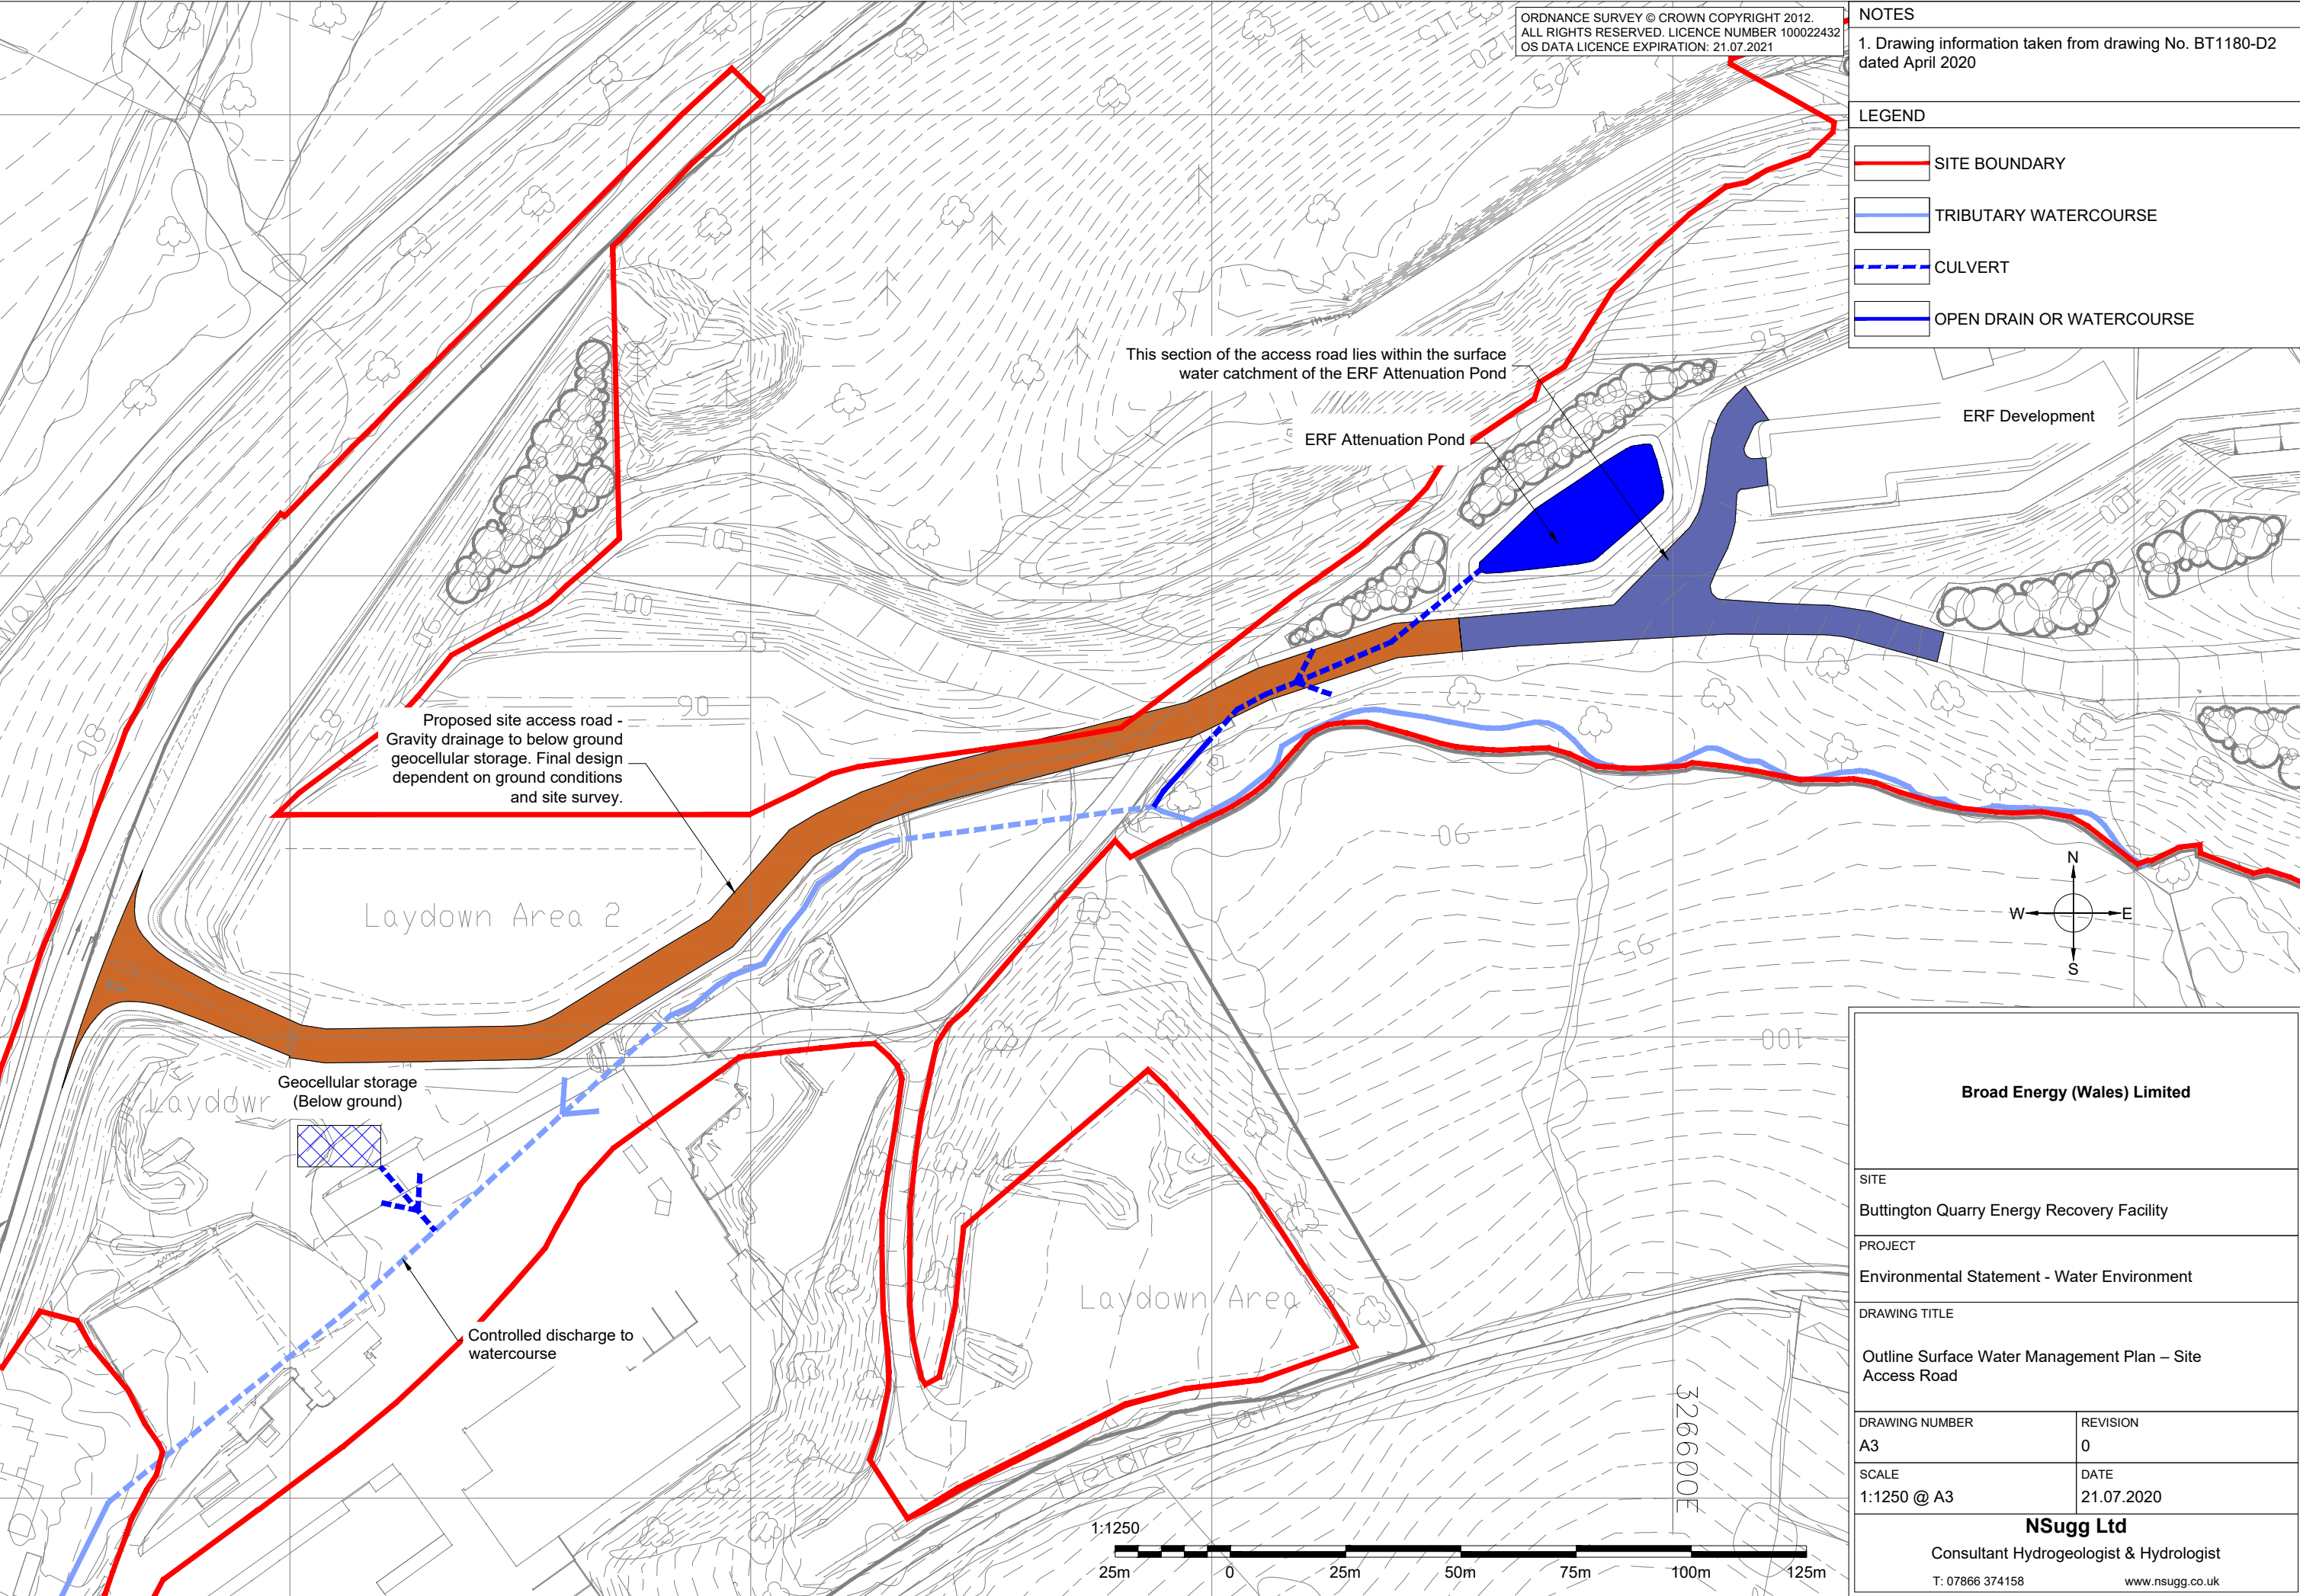 ORDNANCE SURVEY © CROWN COPYRIGHT 2012.
ALL RIGHTS RESERVED. LICENCE NUMBER 100022432
OS DATA LICENCE EXPIRATION: 21.07.2021
NOTES
1. Drawing information taken from drawing No. BT1180-D2
dated April 2020
LEGEND
SITE BOUNDARY
TRIBUTARY WATERCOURSE
CULVERT
OPEN DRAIN OR WATERCOURSE
This section of the access road lies within the surface
water catchment of the ERF Attenuation Pond
ERF Attenuation Pond
ERF Development
105
100
95
90
Proposed site access road -
Gravity drainage to below ground
geocellular storage. Final design
dependent on ground conditions
and site survey.
Laydown Area 2
90
95
100
N
W
E
S
Geocellular storage
(Below ground)
Laydown
Laydown Area
Controlled discharge to
watercourse
Heldre Lane
326600E
1:1250
25m
0
25m
50m
75m
100m
125m
Broad Energy (Wales) Limited
SITE
Buttington Quarry Energy Recovery Facility
PROJECT
Environmental Statement - Water Environment
DRAWING TITLE
Outline Surface Water Management Plan – Site
Access Road
DRAWING NUMBER
A3
REVISION
0
SCALE
1:1250 @ A3
DATE
21.07.2020
NSugg Ltd
Consultant Hydrogeologist & Hydrologist
T: 07866 374158
www.nsugg.co.uk